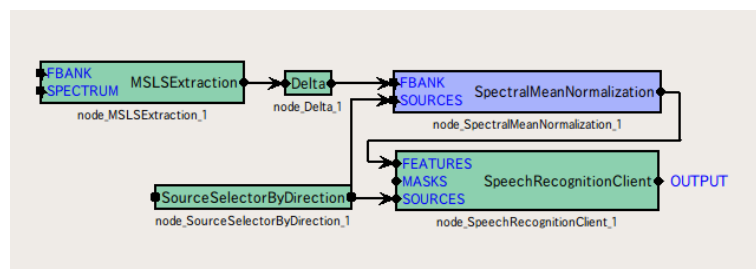 FBANK
SPECTRUM
MSLSExtraction
node_MSLSExtraction_1
Delta
node_Delta_1
FBANK
SOURCES
SpectralMeanNormalization
node_SpectralMeanNormalization_1
SourceSelectorByDirection
node_SourceSelectorByDirection_1
FEATURES
MASKS
SOURCES
SpeechRecognitionClient
OUTPUT
node_SpeechRecognitionClient_1